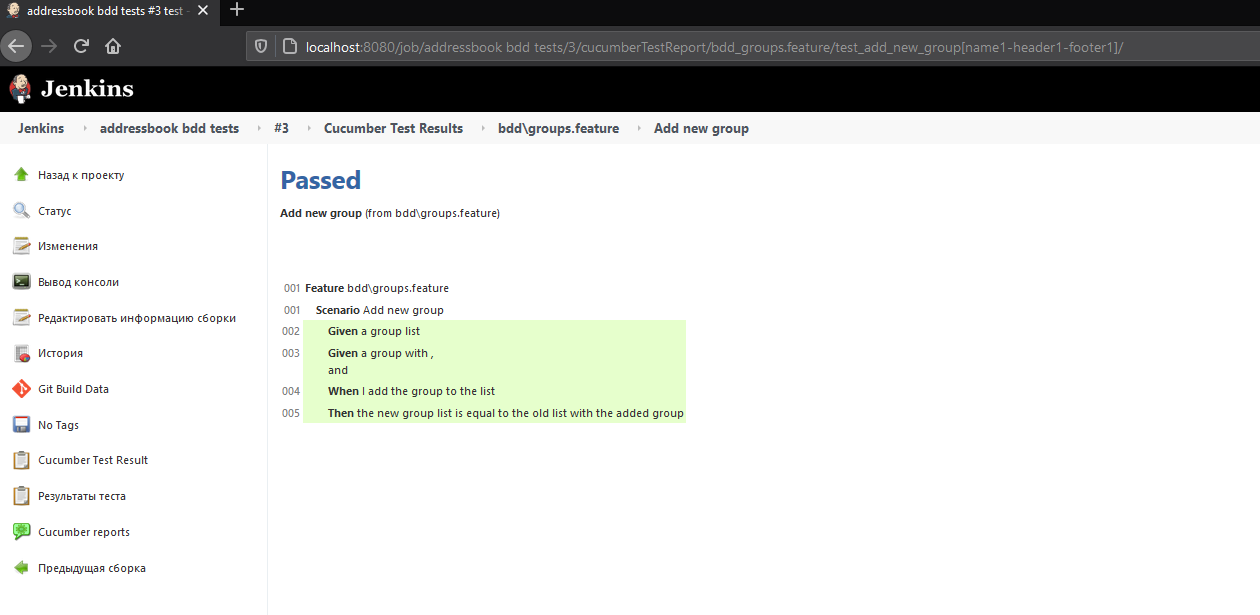 addressbook bdd tests #3 test -
localhost:8080/job/addressbook bdd tests/3/cucumberTestReport/bdd_groups.feature/test_add_new_group[name1-header1-footer1]/
Jenkins
Jenkins addressbook bdd tests #3 Cucumber Test Results bdd\groups.feature Add new group
Назад к проекту
Статус
Изменения
Вывод консоли
Редактировать информацию сборки
История
Git Build Data
No Tags
Cucumber Test Result
Результаты теста
Cucumber reports
Предыдущая сборка
Passed
Add new group (from bdd\groups.feature)
001 Feature bdd\groups.feature
001 Scenario Add new group
002 Given a group list
003 Given a group with ,
and
004 When I add the group to the list
005 Then the new group list is equal to the old list with the added group